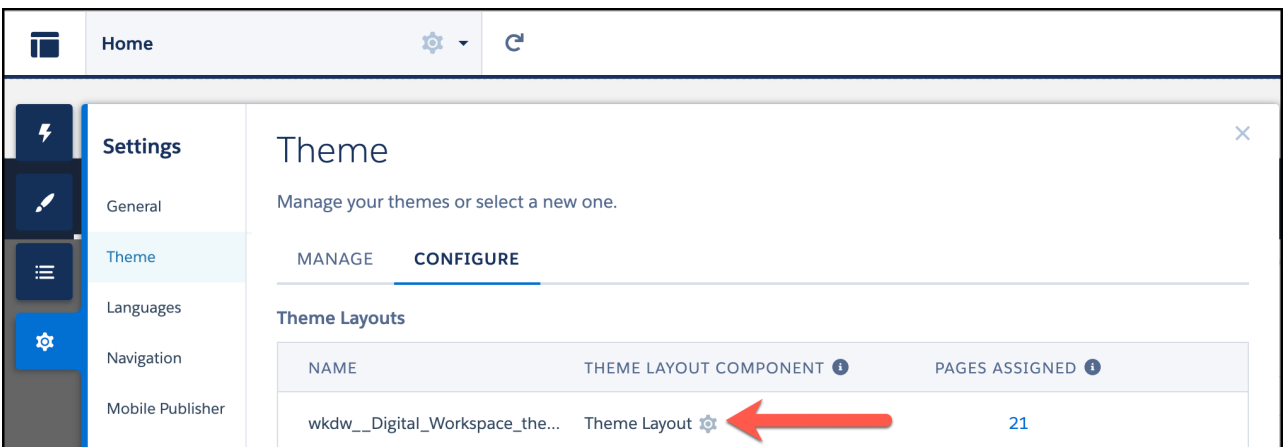 Home
Settings
General
Theme
Languages
Navigation
Mobile Publisher
Theme
Manage your themes or select a new one.
MANAGE CONFIGURE
Theme Layouts
NAME THEME LAYOUT COMPONENT i PAGES ASSIGNED i
wkdw__Digital_Workspace_the... Theme Layout 21